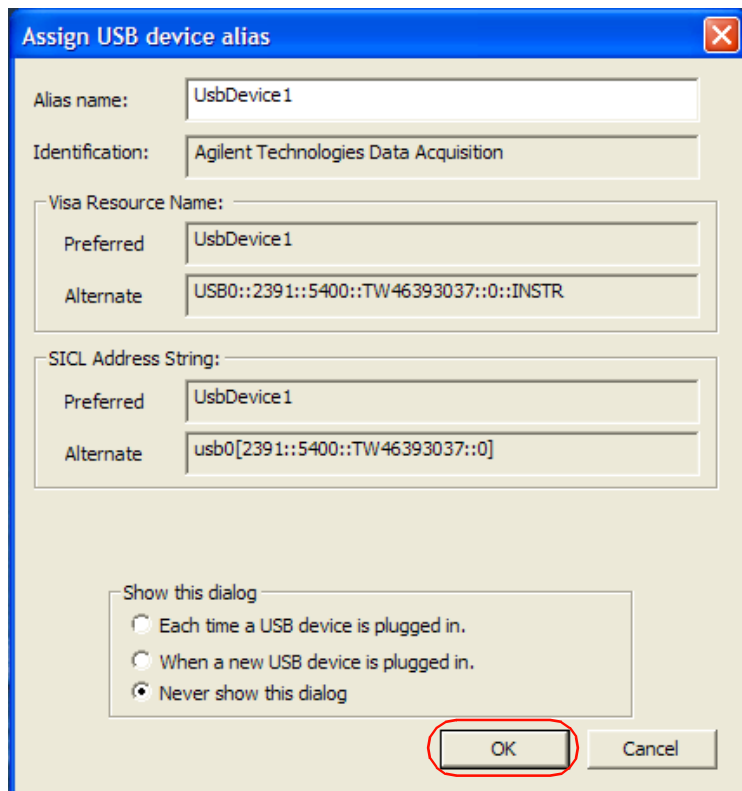 Assign USB device alias
Alias name: UsbDevice1
Identification: Agilent Technologies Data Acquisition
Visa Resource Name:
Preferred UsbDevice1
Alternate USB0::2391::5400::TW46393037::0::INSTR
SICL Address String:
Preferred UsbDevice1
Alternate usb0[2391::5400::TW46393037::0]
Show this dialog
Each time a USB device is plugged in.
When a new USB device is plugged in.
Never show this dialog
OK Cancel